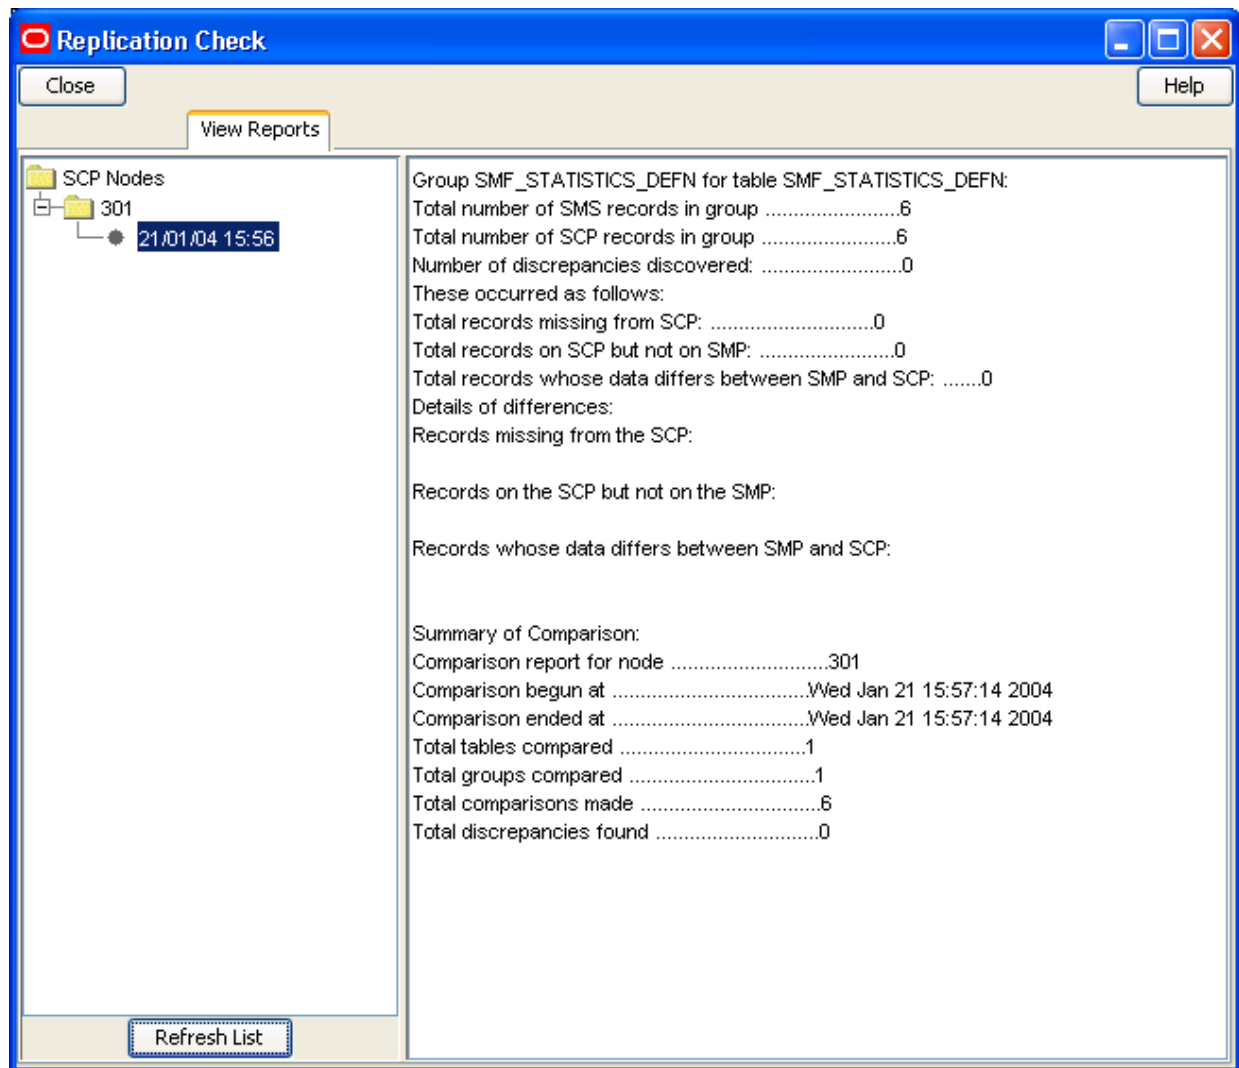 Replication Check
Close
Help
View Reports
SCP Nodes
301
21/01/04 15:56
Refresh List
Group SMF_STATISTICS_DEFN for table SMF_STATISTICS_DEFN:
Total number of SMS records in group ........................6
Total number of SCP records in group ........................6
Number of discrepancies discovered: .........................0
These occurred as follows:
Total records missing from SCP: .............................0
Total records on SCP but not on SMP: ........................0
Total records whose data differs between SMP and SCP: .......0
Details of differences:
Records missing from the SCP:
Records on the SCP but not on the SMP:
Records whose data differs between SMP and SCP:
Summary of Comparison:
Comparison report for node ............................301
Comparison begun at ...................................Wed Jan 21 15:57:14 2004
Comparison ended at ...................................Wed Jan 21 15:57:14 2004
Total tables compared .................................1
Total groups compared .................................1
Total comparisons made ................................6
Total discrepancies found .............................0